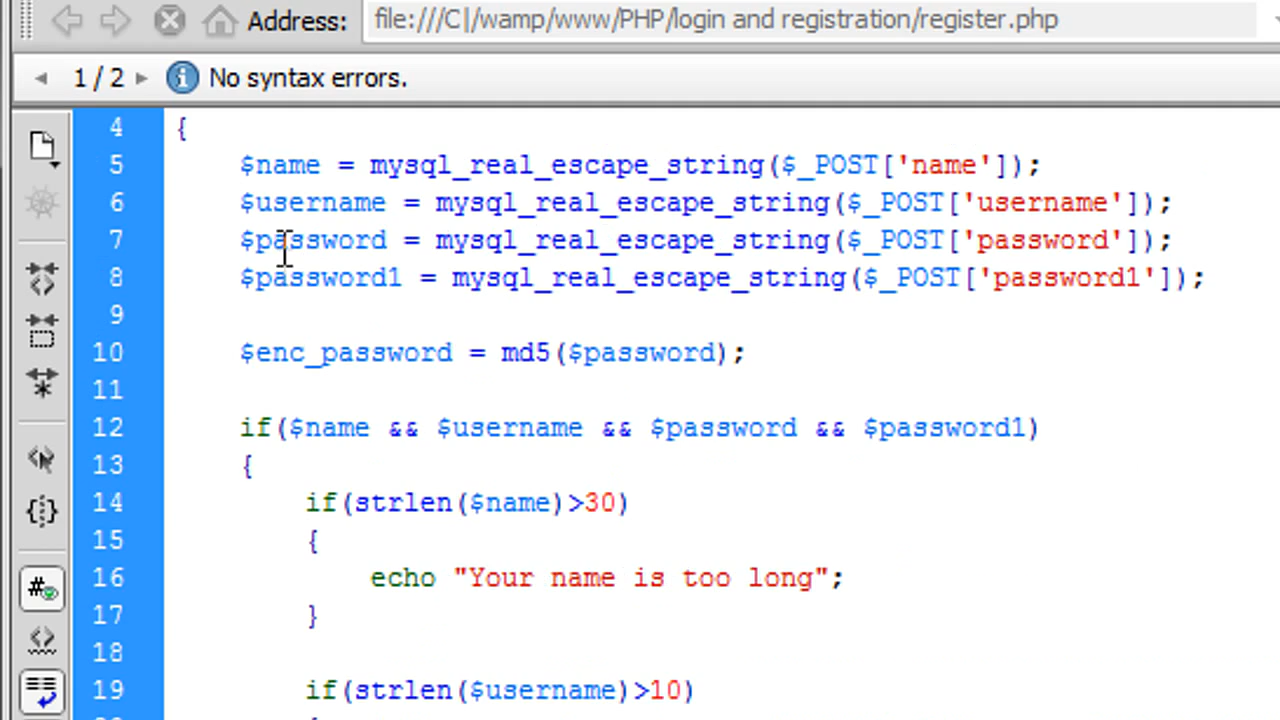 Address: file:///C|/wamp/www/PHP/login and registration/register.php
1 / 2 No syntax errors.
4 {
5 $name = mysql_real_escape_string($_POST['name']);
6 $username = mysql_real_escape_string($_POST['username']);
7 $password = mysql_real_escape_string($_POST['password']);
8 $password1 = mysql_real_escape_string($_POST['password1']);
9
10 $enc_password = md5($password);
11
12 if($name && $username && $password && $password1)
13 {
14 if(strlen($name)>30)
15 {
16 echo "Your name is too long";
17 }
18
19 if(strlen($username)>10)